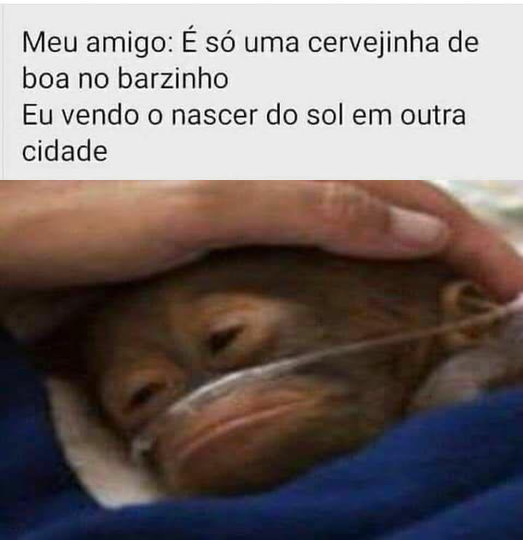 Meu amigo: É só uma cervejinha de
boa no barzinho
Eu vendo o nascer do sol em outra
cidade